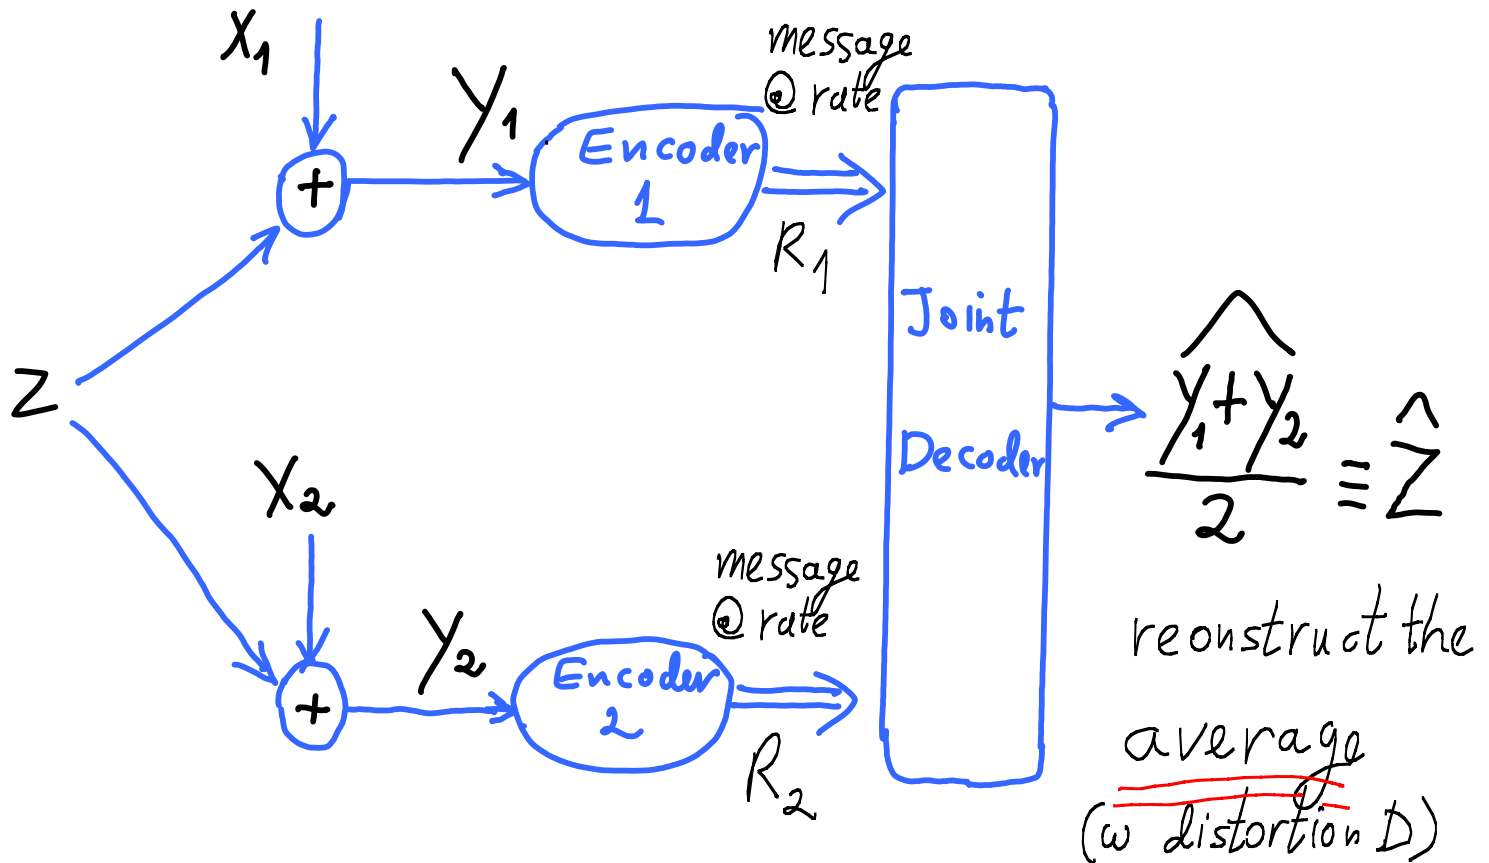 X₁
message
@ rate
Y₁
Encoder
1
+
R₁
Joint
Decoder
Z
Y₁+Y₂
2
≡ Ẑ
X₂
message
@ rate
Y₂
Encoder
2
+
R₂
reonstruct the
average
(ω distortion D)